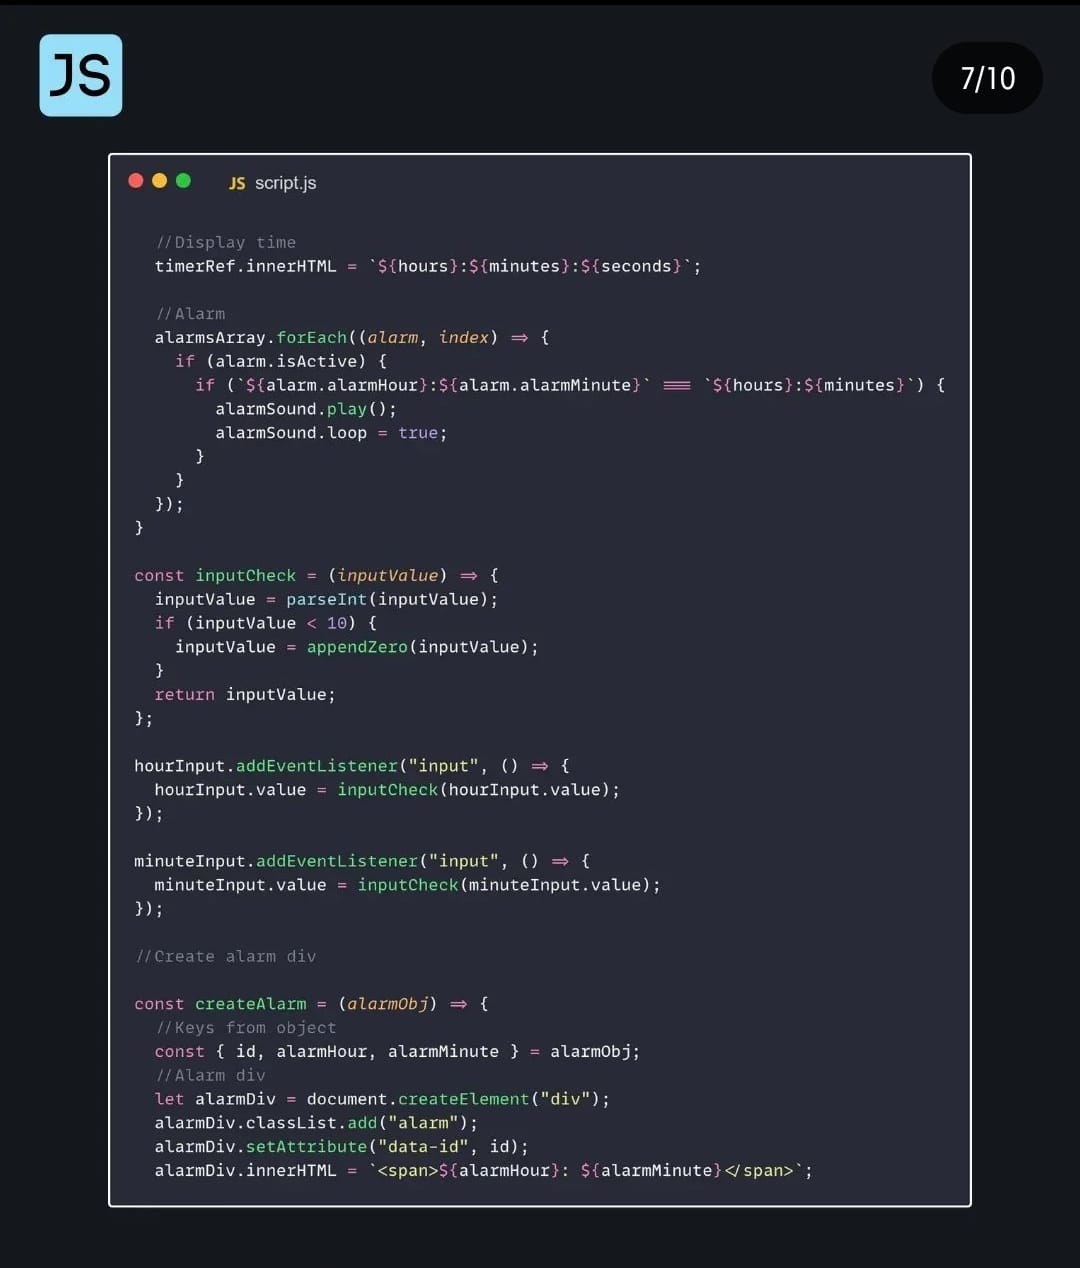 JS
7/10
JS script.js
//Display time
timerRef.innerHTML = `${hours}:${minutes}:${seconds}`;
//Alarm
alarmsArray.forEach((alarm, index) => {
if (alarm.isActive) {
if (`${alarm.alarmHour}:${alarm.alarmMinute}` === `${hours}:${minutes}`) {
alarmSound.play();
alarmSound.loop = true;
}
}
});
}
const inputCheck = (inputValue) => {
inputValue = parseInt(inputValue);
if (inputValue < 10) {
inputValue = appendZero(inputValue);
}
return inputValue;
};
hourInput.addEventListener("input", () => {
hourInput.value = inputCheck(hourInput.value);
});
minuteInput.addEventListener("input", () => {
minuteInput.value = inputCheck(minuteInput.value);
});
//Create alarm div
const createAlarm = (alarmObj) => {
//Keys from object
const { id, alarmHour, alarmMinute } = alarmObj;
//Alarm div
let alarmDiv = document.createElement("div");
alarmDiv.classList.add("alarm");
alarmDiv.setAttribute("data-id", id);
alarmDiv.innerHTML = `<span>${alarmHour}: ${alarmMinute}</span>`;